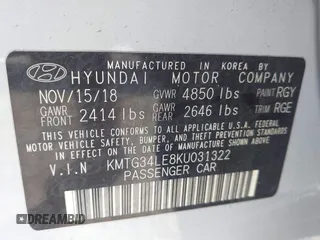 MANUFACTURED IN KOREA BY
HYUNDAI MOTOR COMPANY
NOV/15/18 GVWR 4850 lbs PAINT RGY
GAWR FRONT 2414 lbs GAWR REAR 2646 lbs TRIM RGE
THIS VEHICLE CONFORMS TO ALL APPLICABLE U.S.
FEDERAL MOTOR VEHICLE SAFETY, BUMPER, AND THEFT
PREVENTION STANDARDS IN EFFECT ON THE DATE OF
MANUFACTURE SHOWN ABOVE.
V.I.N KMTG34LE8KU031322
PASSENGER CAR
DREAMBID